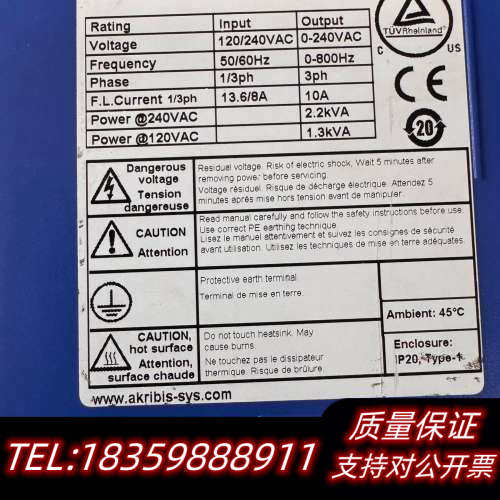 Rating Input Output
Voltage 120/240VAC 0-240VAC
Frequency 50/60Hz 0-800Hz
Phase 1/3ph 3ph
F.L.Current 1/3ph 13.6/8A 10A
Power @240VAC 2.2kVA
Power @120VAC 1.3kVA
TÜVRheinland
C US
CE
20
Dangerous voltage
Tension dangereuse
Residual voltage. Risk of electric shock, Wait 5 minutes after
removing power before servicing.
Voltage résiduel. Risque de décharge électrique. Attendez 5
minutes après mise hors tension avant de manipuler.
CAUTION
Attention
Read manual carefully and follow the safety instructions before use.
Use correct PE earthing technique
Lisez le manuel attentivement et suivez les consignes de sécurité
avant utilisation. Utilisez les techniques de mise en terre adéquates.
Protective earth terminal.
Terminal de mise en terre.
Ambient: 45°C
CAUTION,
hot surface
Attention,
surface chaude
Do not touch heatsink. May
cause burns.
Ne touchez pas le dissipateur
thermique. Risque de brûlure.
Enclosure:
IP20, Type-1
www.akribis-sys.com
TEL:18359888911
质量保证
支持对公开票